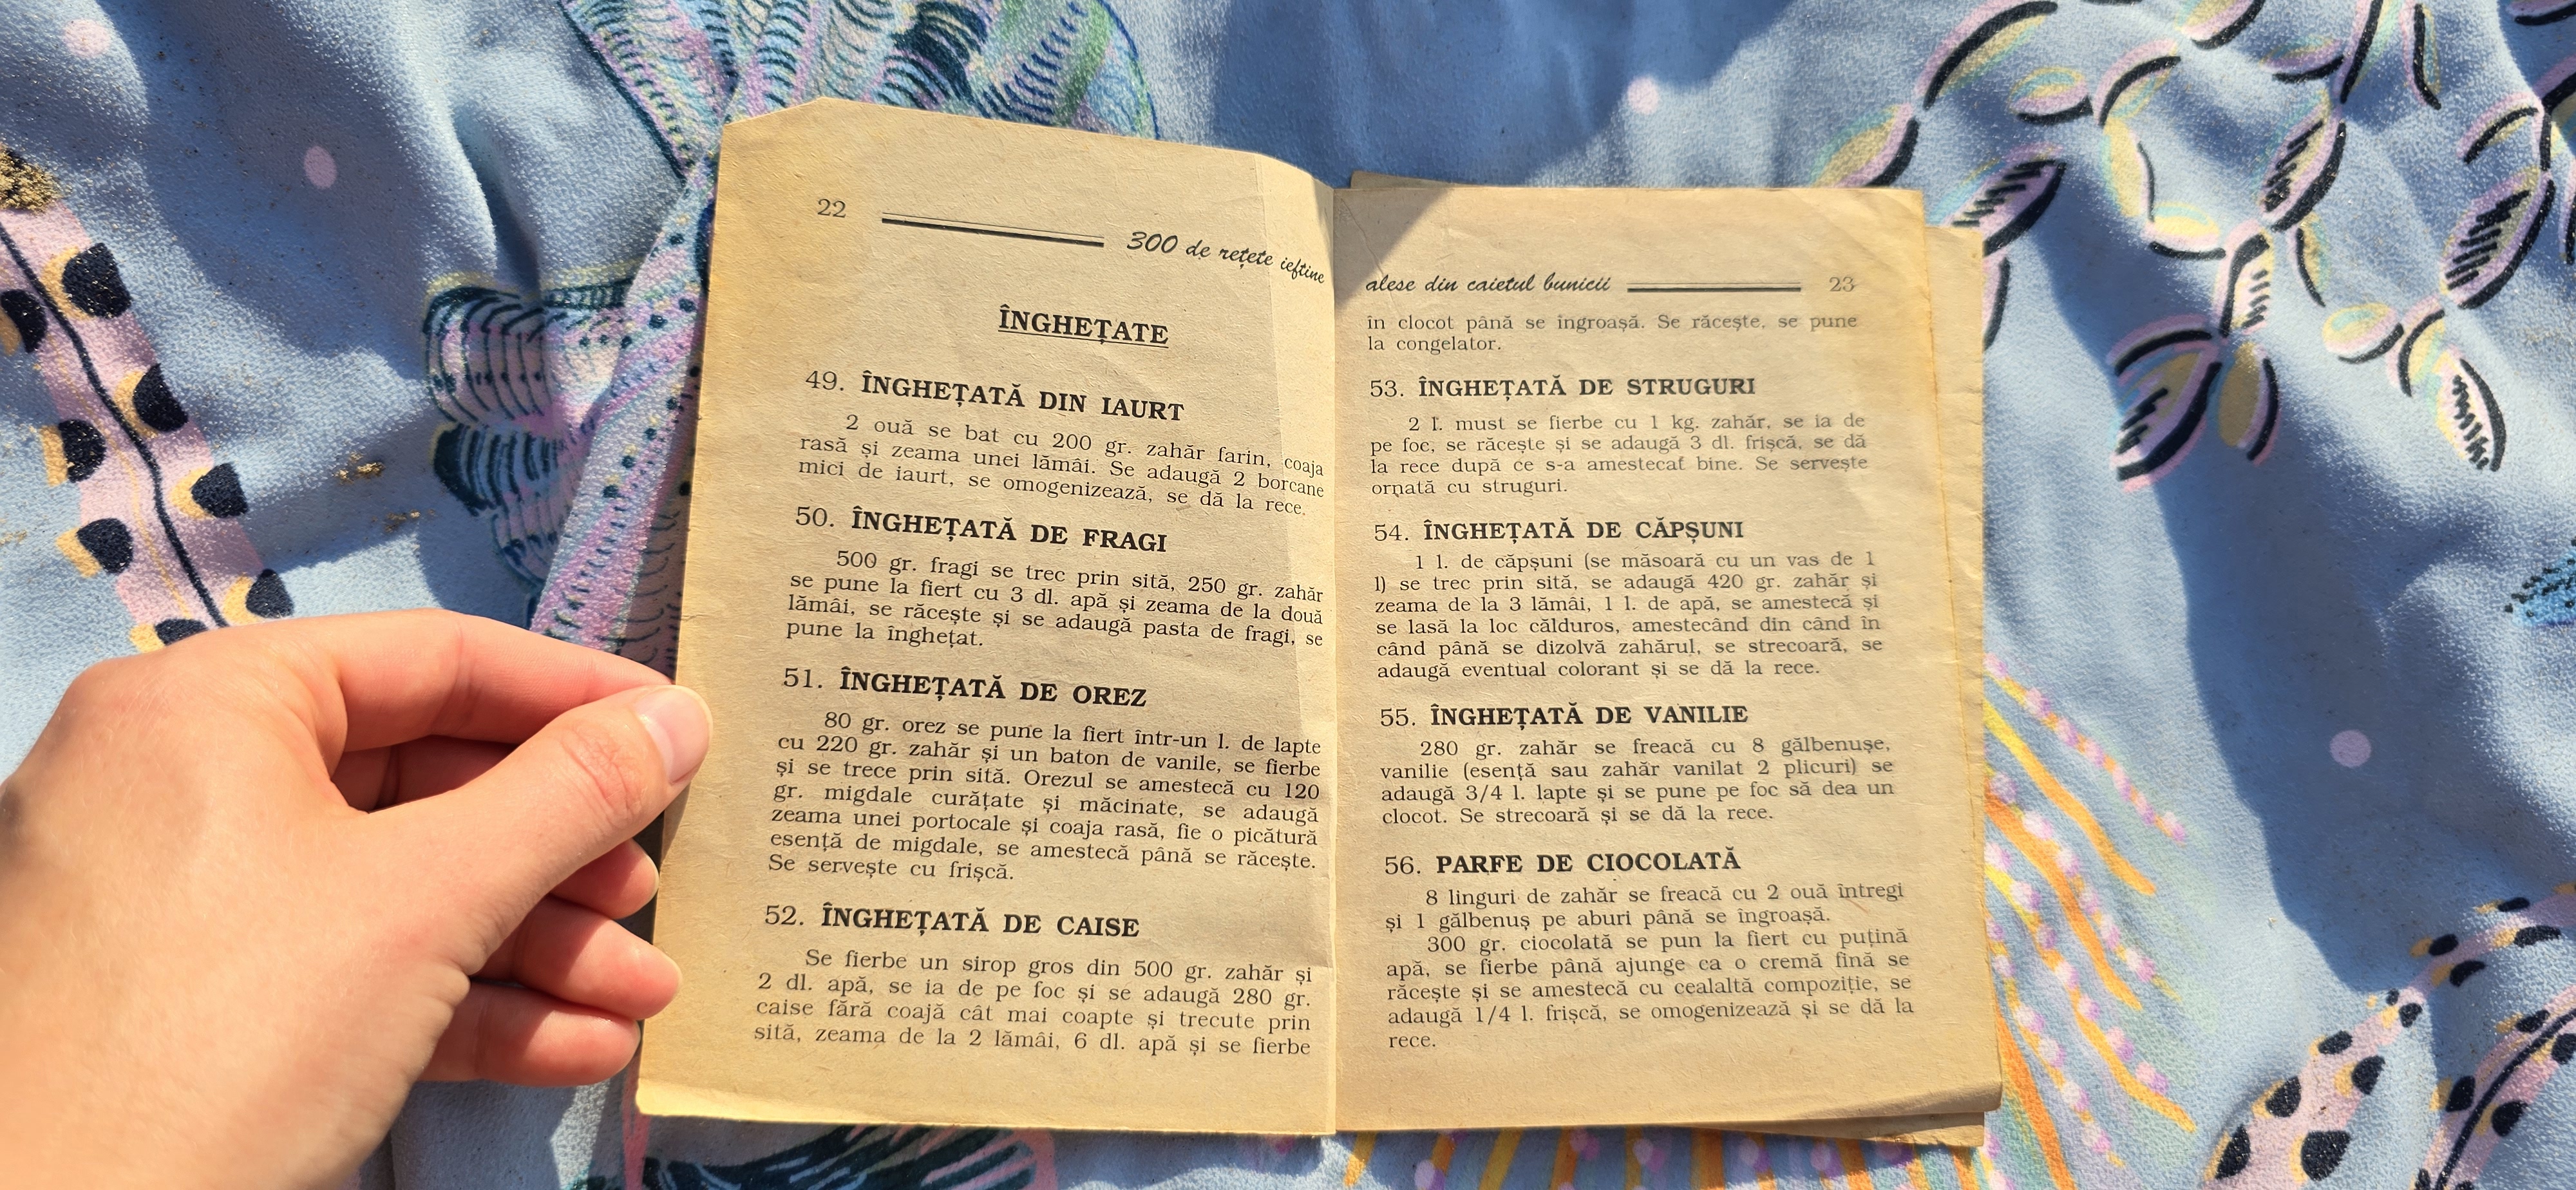 22
300 de rețete ieftine
ÎNGHEȚATE
49. ÎNGHEȚATĂ DIN IAURT
2 ouă se bat cu 200 gr. zahăr farin, coaja
rasă și zeama unei lămâi. Se adaugă 2 borcane
mici de iaurt, se omogenizează, se dă la rece.
50. ÎNGHEȚATĂ DE FRAGI
500 gr. fragi se trec prin sită, 250 gr. zahăr
se pune la fiert cu 3 dl. apă și zeama de la două
lămâi, se răcește și se adaugă pasta de fragi, se
pune la înghețat.
51. ÎNGHEȚATĂ DE OREZ
80 gr. orez se pune la fiert într-un l. de lapte
cu 220 gr. zahăr și un baton de vanile, se fierbe
și se trece prin sită. Orezul se amestecă cu 120
gr. migdale curățate și măcinate, se adaugă
zeama unei portocale și coaja rasă, fie o picătură
esență de migdale, se amestecă până se răcește.
Se servește cu frișcă.
52. ÎNGHEȚATĂ DE CAISE
Se fierbe un sirop gros din 500 gr. zahăr și
2 dl. apă, se ia de pe foc și se adaugă 280 gr.
caise fără coajă cât mai coapte și trecute prin
sită, zeama de la 2 lămâi, 6 dl. apă și se fierbe
alese din caietul bunicii
23
în clocot până se îngroașă. Se răcește, se pune
la congelator.
53. ÎNGHEȚATĂ DE STRUGURI
2 l. must se fierbe cu 1 kg. zahăr, se ia de
pe foc, se răcește și se adaugă 3 dl. frișcă, se dă
la rece după ce s-a amestecat bine. Se servește
ornată cu struguri.
54. ÎNGHEȚATĂ DE CĂPȘUNI
1 l. de căpșuni (se măsoară cu un vas de 1
l) se trec prin sită, se adaugă 420 gr. zahăr și
zeama de la 3 lămâi, 1 l. de apă, se amestecă și
se lasă la loc călduros, amestecând din când în
când până se dizolvă zahărul, se strecoară, se
adaugă eventual colorant și se dă la rece.
55. ÎNGHEȚATĂ DE VANILIE
280 gr. zahăr se freacă cu 8 gălbenușe,
vanilie (esență sau zahăr vanilat 2 plicuri) se
adaugă 3/4 l. lapte și se pune pe foc să dea un
clocot. Se strecoară și se dă la rece.
56. PARFE DE CIOCOLATĂ
8 linguri de zahăr se freacă cu 2 ouă întregi
și 1 gălbenuș pe aburi până se îngroașă.
300 gr. ciocolată se pun la fiert cu puțină
apă, se fierbe până ajunge ca o cremă fină se
răcește și se amestecă cu cealaltă compoziție, se
adaugă 1/4 l. frișcă, se omogenizează și se dă la
rece.